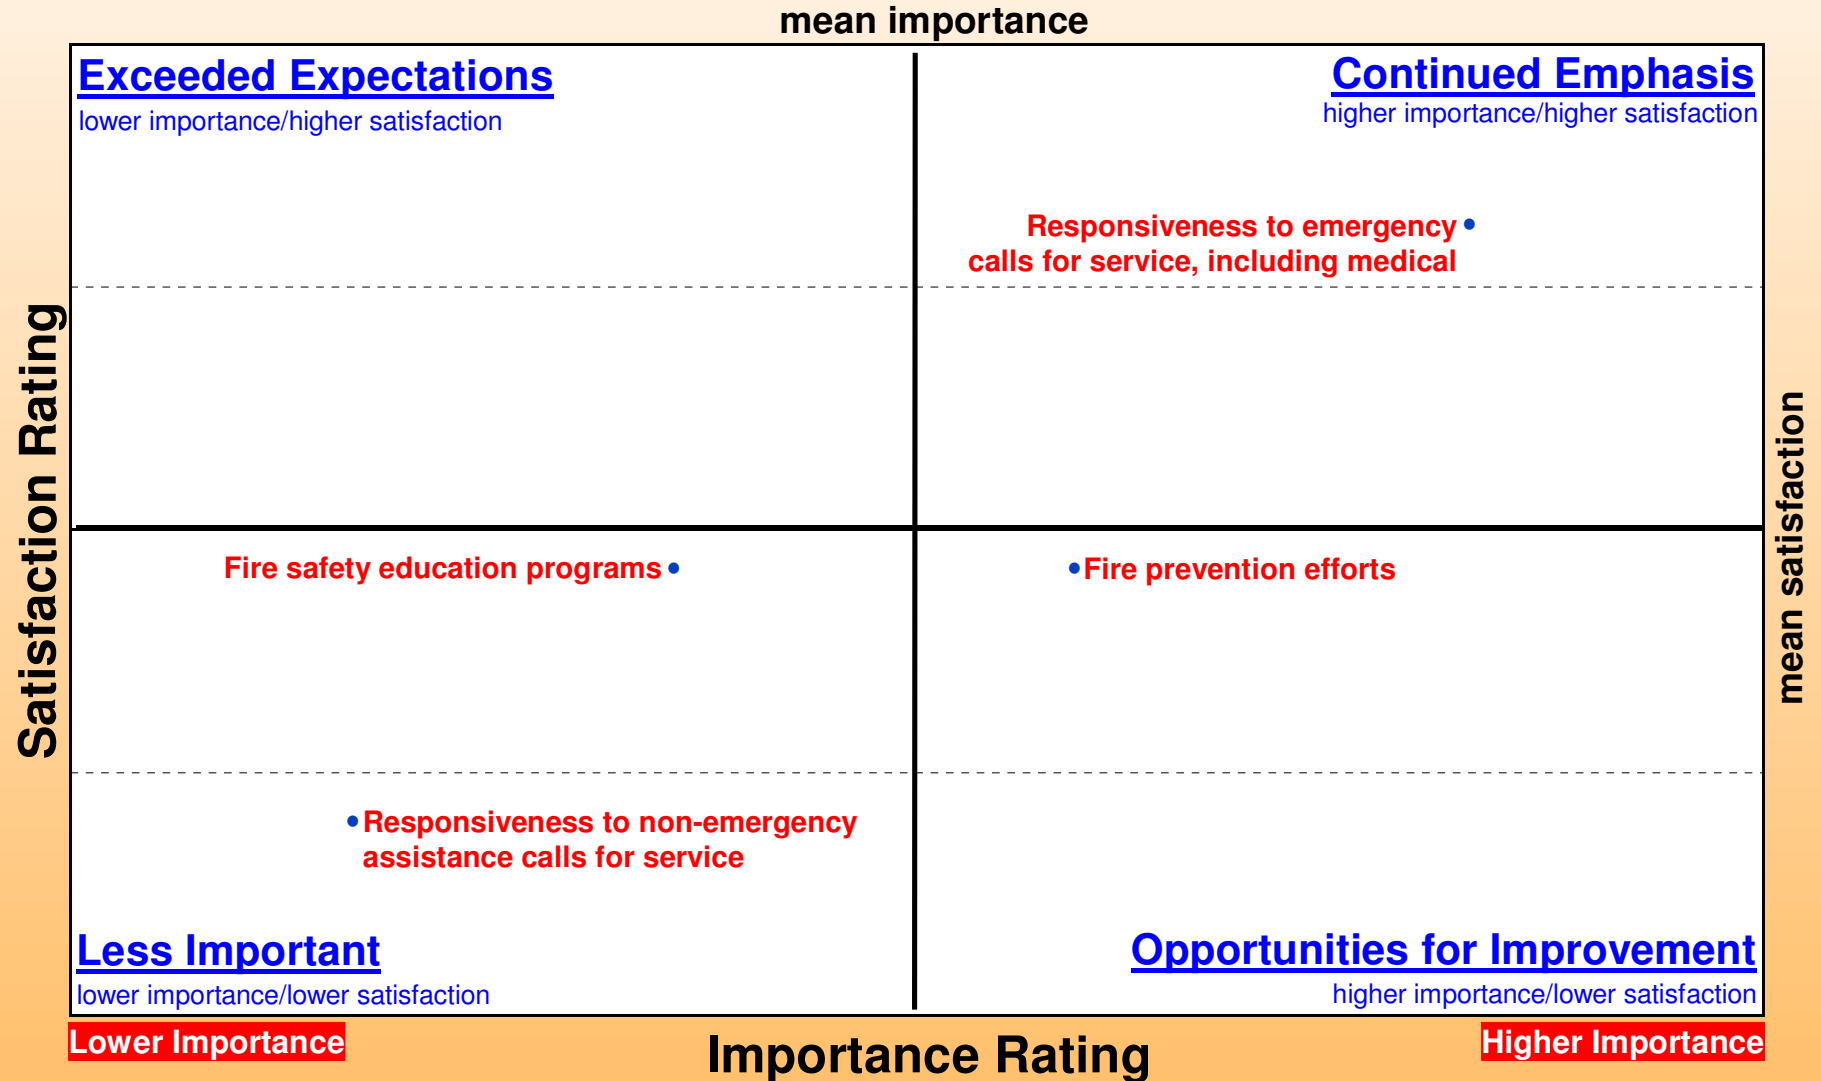 mean importance
Exceeded Expectations
lower importance/higher satisfaction
Continued Emphasis
higher importance/higher satisfaction
Responsiveness to emergency
calls for service, including medical
Satisfaction Rating
mean satisfaction
Fire safety education programs
Fire prevention efforts
Responsiveness to non-emergency
assistance calls for service
Less Important
lower importance/lower satisfaction
Opportunities for Improvement
higher importance/lower satisfaction
Lower Importance
Importance Rating
Higher Importance